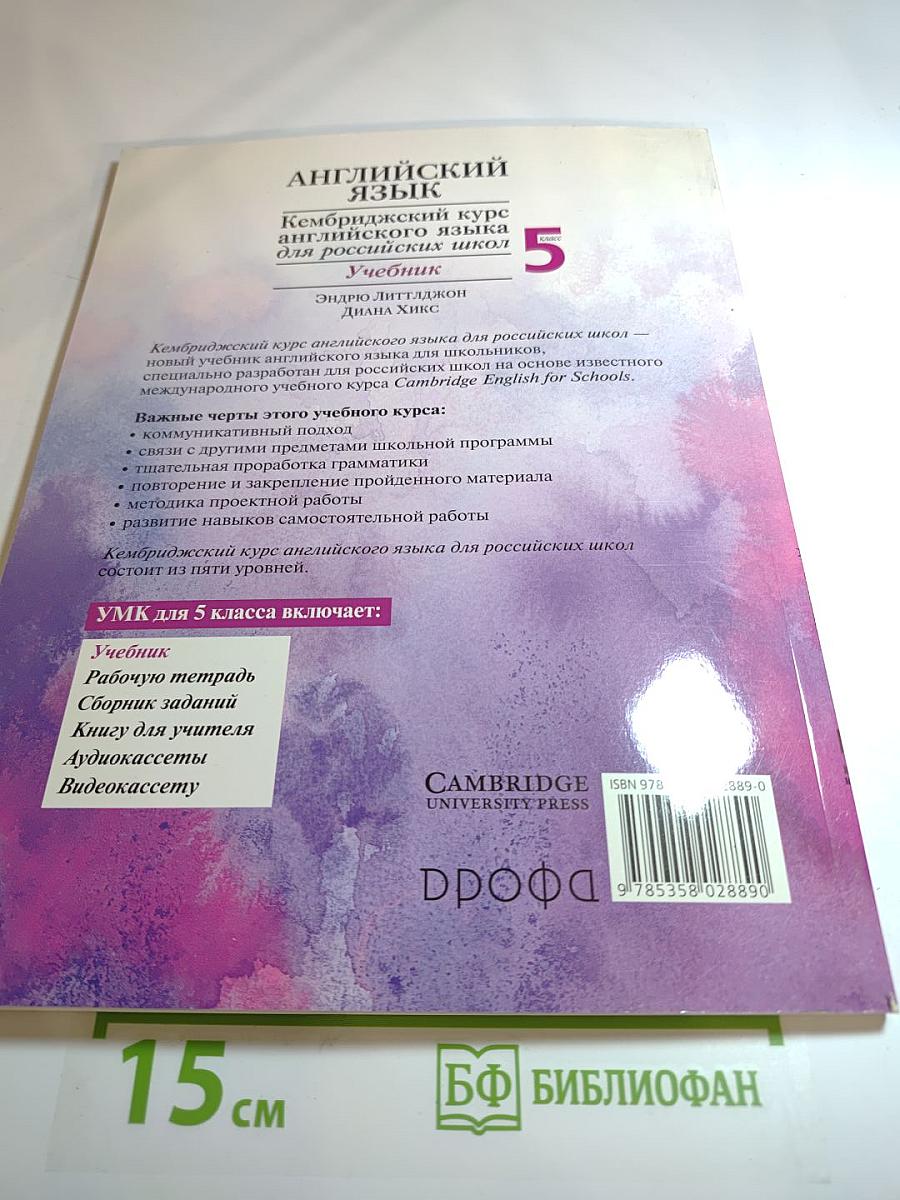 АНГЛИЙСКИЙ
ЯЗЫК
Кембриджский курс
английского языка
для российских школ
5
класс
Учебник
Эндрю Литтлджон
Диана Хикс
Кембриджский курс английского языка для российских школ —
новый учебник английского языка для школьников,
специально разработан для российских школ на основе известного
международного учебного курса Cambridge English for Schools.
Важные черты этого учебного курса:
• коммуникативный подход
• связи с другими предметами школьной программы
• тщательная проработка грамматики
• повторение и закрепление пройденного материала
• методика проектной работы
• развитие навыков самостоятельной работы
Кембриджский курс английского языка для российских школ
состоит из пяти уровней.
УМК для 5 класса включает:
Учебник
Рабочую тетрадь
Сборник заданий
Книгу для учителя
Аудиокассеты
Видеокассету
CAMBRIDGE
UNIVERSITY PRESS
ДРОФА
ISBN 978 2889-0
9 785358 028890
15 см
БФ БИБЛИОФАН